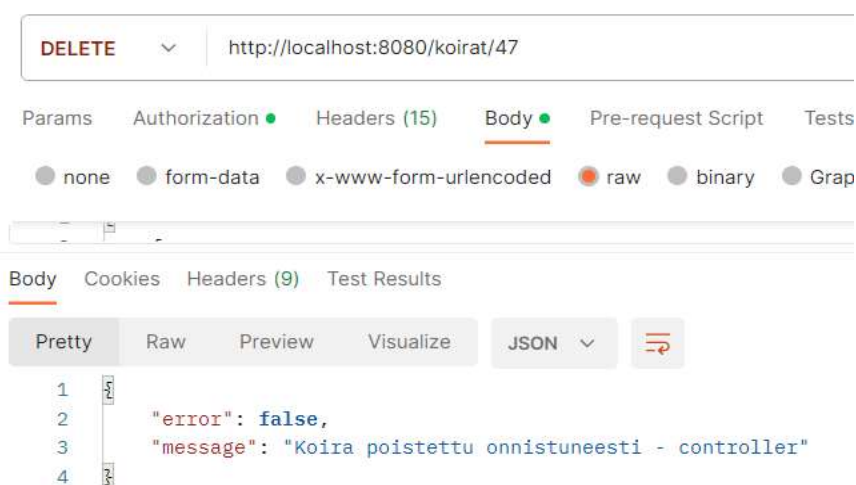 DELETE http://localhost:8080/koirat/47
Params Authorization Headers (15) Body Pre-request Script Tests
none form-data x-www-form-urlencoded raw binary Grap
Body Cookies Headers (9) Test Results
Pretty Raw Preview Visualize JSON
1 {
2 "error": false,
3 "message": "Koira poistettu onnistuneesti - controller"
4 }